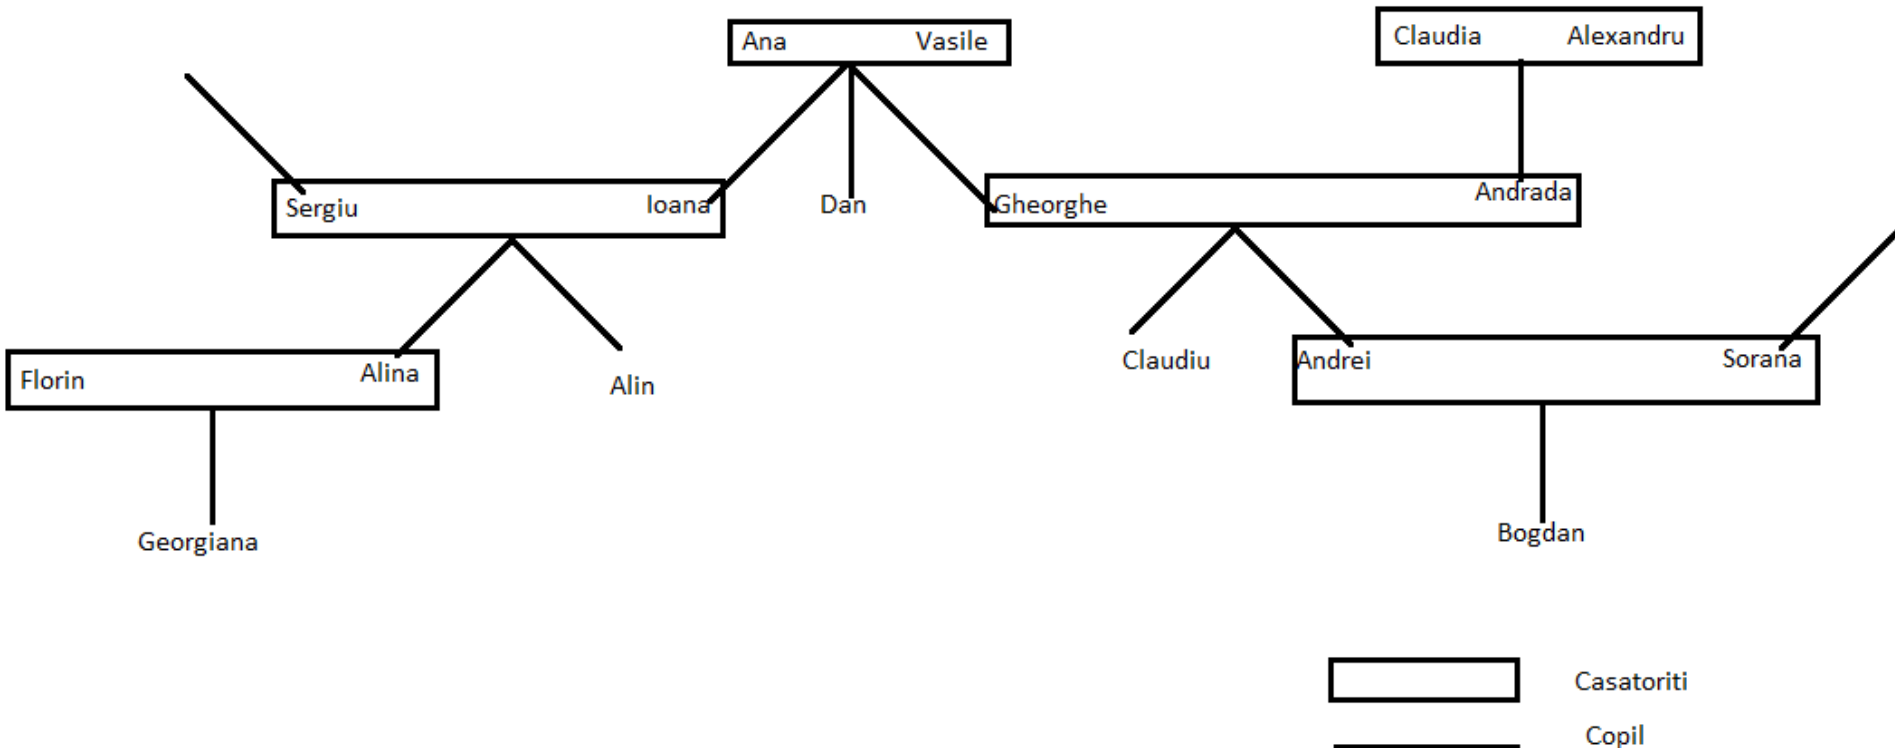 Ana Vasile
Claudia Alexandru
Sergiu Ioana
Dan
Gheorghe Andrada
Florin Alina
Alin
Claudiu
Andrei Sorana
Georgiana
Bogdan
Casatoriti
Copil